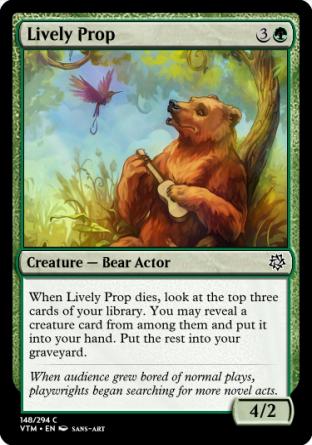 Lively Prop 3
Creature — Bear Actor
When Lively Prop dies, look at the top three
cards of your library. You may reveal a
creature card from among them and put it
into your hand. Put the rest into your
graveyard.
When audience grew bored of normal plays,
playwrights began searching for more novel acts.
4/2
148/294 C
VTM • EN SANS-ART